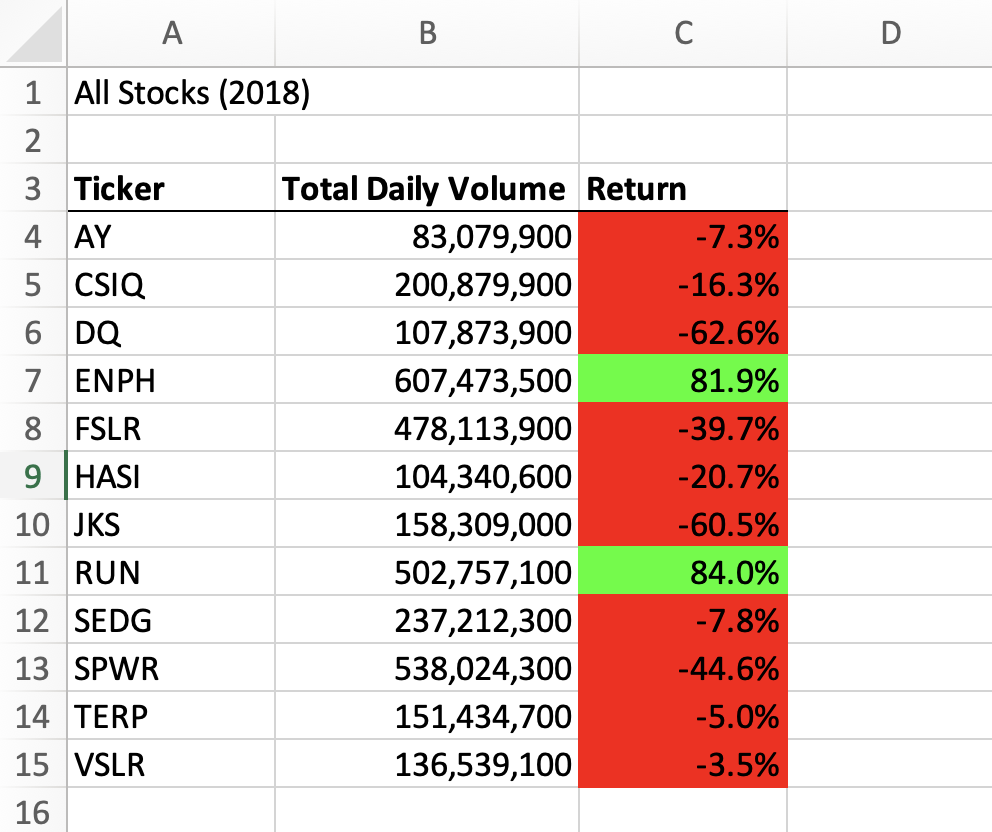 A B C D
1 All Stocks (2018)
2
3 Ticker Total Daily Volume Return
4 AY 83,079,900 -7.3%
5 CSIQ 200,879,900 -16.3%
6 DQ 107,873,900 -62.6%
7 ENPH 607,473,500 81.9%
8 FSLR 478,113,900 -39.7%
9 HASI 104,340,600 -20.7%
10 JKS 158,309,000 -60.5%
11 RUN 502,757,100 84.0%
12 SEDG 237,212,300 -7.8%
13 SPWR 538,024,300 -44.6%
14 TERP 151,434,700 -5.0%
15 VSLR 136,539,100 -3.5%
16